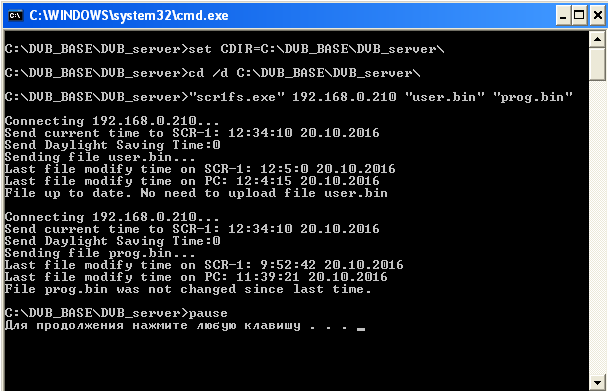 C:\WINDOWS\system32\cmd.exe
C:\DVB_BASE\DVB_server>set CDIR=C:\DVB_server\
C:\DVB_BASE\DVB_server>cd /d C:\DVB_server\
C:\DVB_BASE\DVB_server>"scr1fs.exe" 192.168.0.210 "user.bin" "prog.bin"
Connecting 192.168.0.210...
Send current time to SCR-1: 12:34:10 20.10.2016
Send Daylight Saving Time:0
Sending file user.bin...
Last file modify time on SCR-1: 12:5:0 20.10.2016
Last file modify time on PC: 12:4:15 20.10.2016
File up to date. No need to upload file user.bin
Connecting 192.168.0.210...
Send current time to SCR-1: 12:34:10 20.10.2016
Send Daylight Saving Time:0
Sending file prog.bin...
Last file modify time on SCR-1: 9:52:42 20.10.2016
Last file modify time on PC: 11:39:21 20.10.2016
File prog.bin was not changed since last time.
C:\DVB_BASE\DVB_server>pause
Для продолжения нажмите любую клавишу . . . _